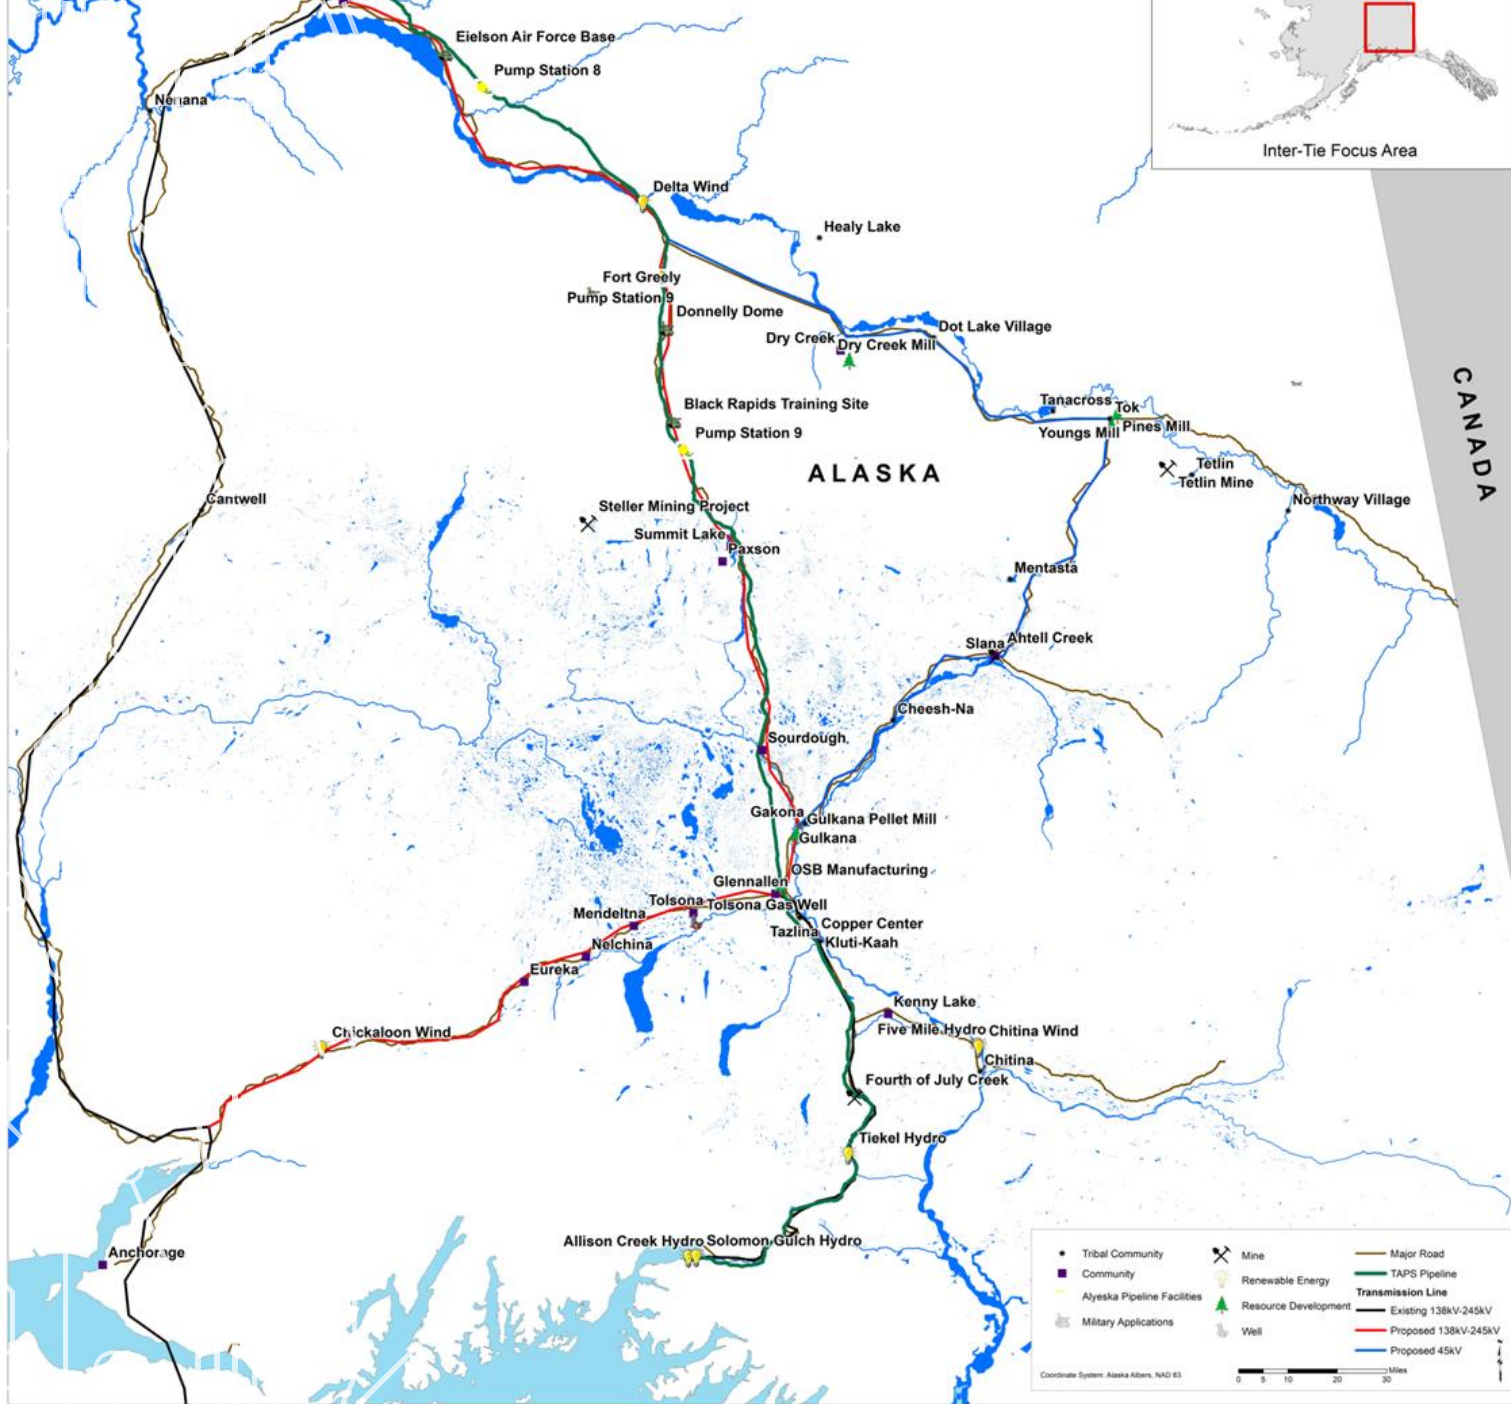 Eielson Air Force Base
Pump Station 8
Nenana
Inter-Tie Focus Area
Delta Wind
Healy Lake
Fort Greely
Pump Station 9
Donnelly Dome
Dot Lake Village
Dry Creek
Dry Creek Mill
CANADA
Text
Tanacross
Tok
Black Rapids Training Site
Pump Station 9
Youngs Mill
Pines Mill
ALASKA
Tetlin
Tetlin Mine
Cantwell
Northway Village
Steller Mining Project
Summit Lake
Paxson
Mentasta
Slana
Ahtell Creek
Cheesh-Na
Sourdough
Gakona
Gulkana Pellet Mill
Gulkana
OSB Manufacturing
Glennallen
Tolsona
Tolsona Gas Well
Mendeltna
Copper Center
Tazlina
Kluti-Kaah
Nelchina
Eureka
Kenny Lake
Chickaloon Wind
Five Mile Hydro
Chitina Wind
Chitina
Fourth of July Creek
Tiekel Hydro
Allison Creek Hydro
Solomon Gulch Hydro
Anchorage
Tribal Community
Community
Alyeska Pipeline Facilities
Military Applications
Mine
Renewable Energy
Resource Development
Well
Major Road
TAPS Pipeline
Transmission Line
Existing 138kV-245kV
Proposed 138kV-245kV
Proposed 45kV
Coordinate System: Alaska Albers, NAD 83
0 5 10 20 30 Miles